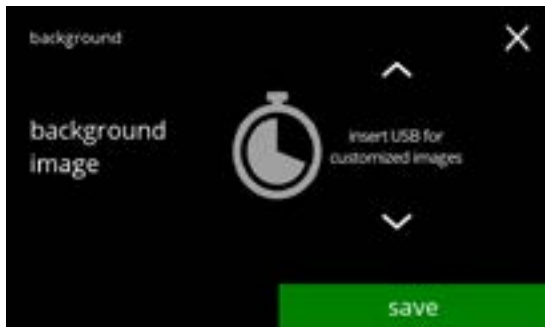 background
background
image
insert USB for
customized images
save